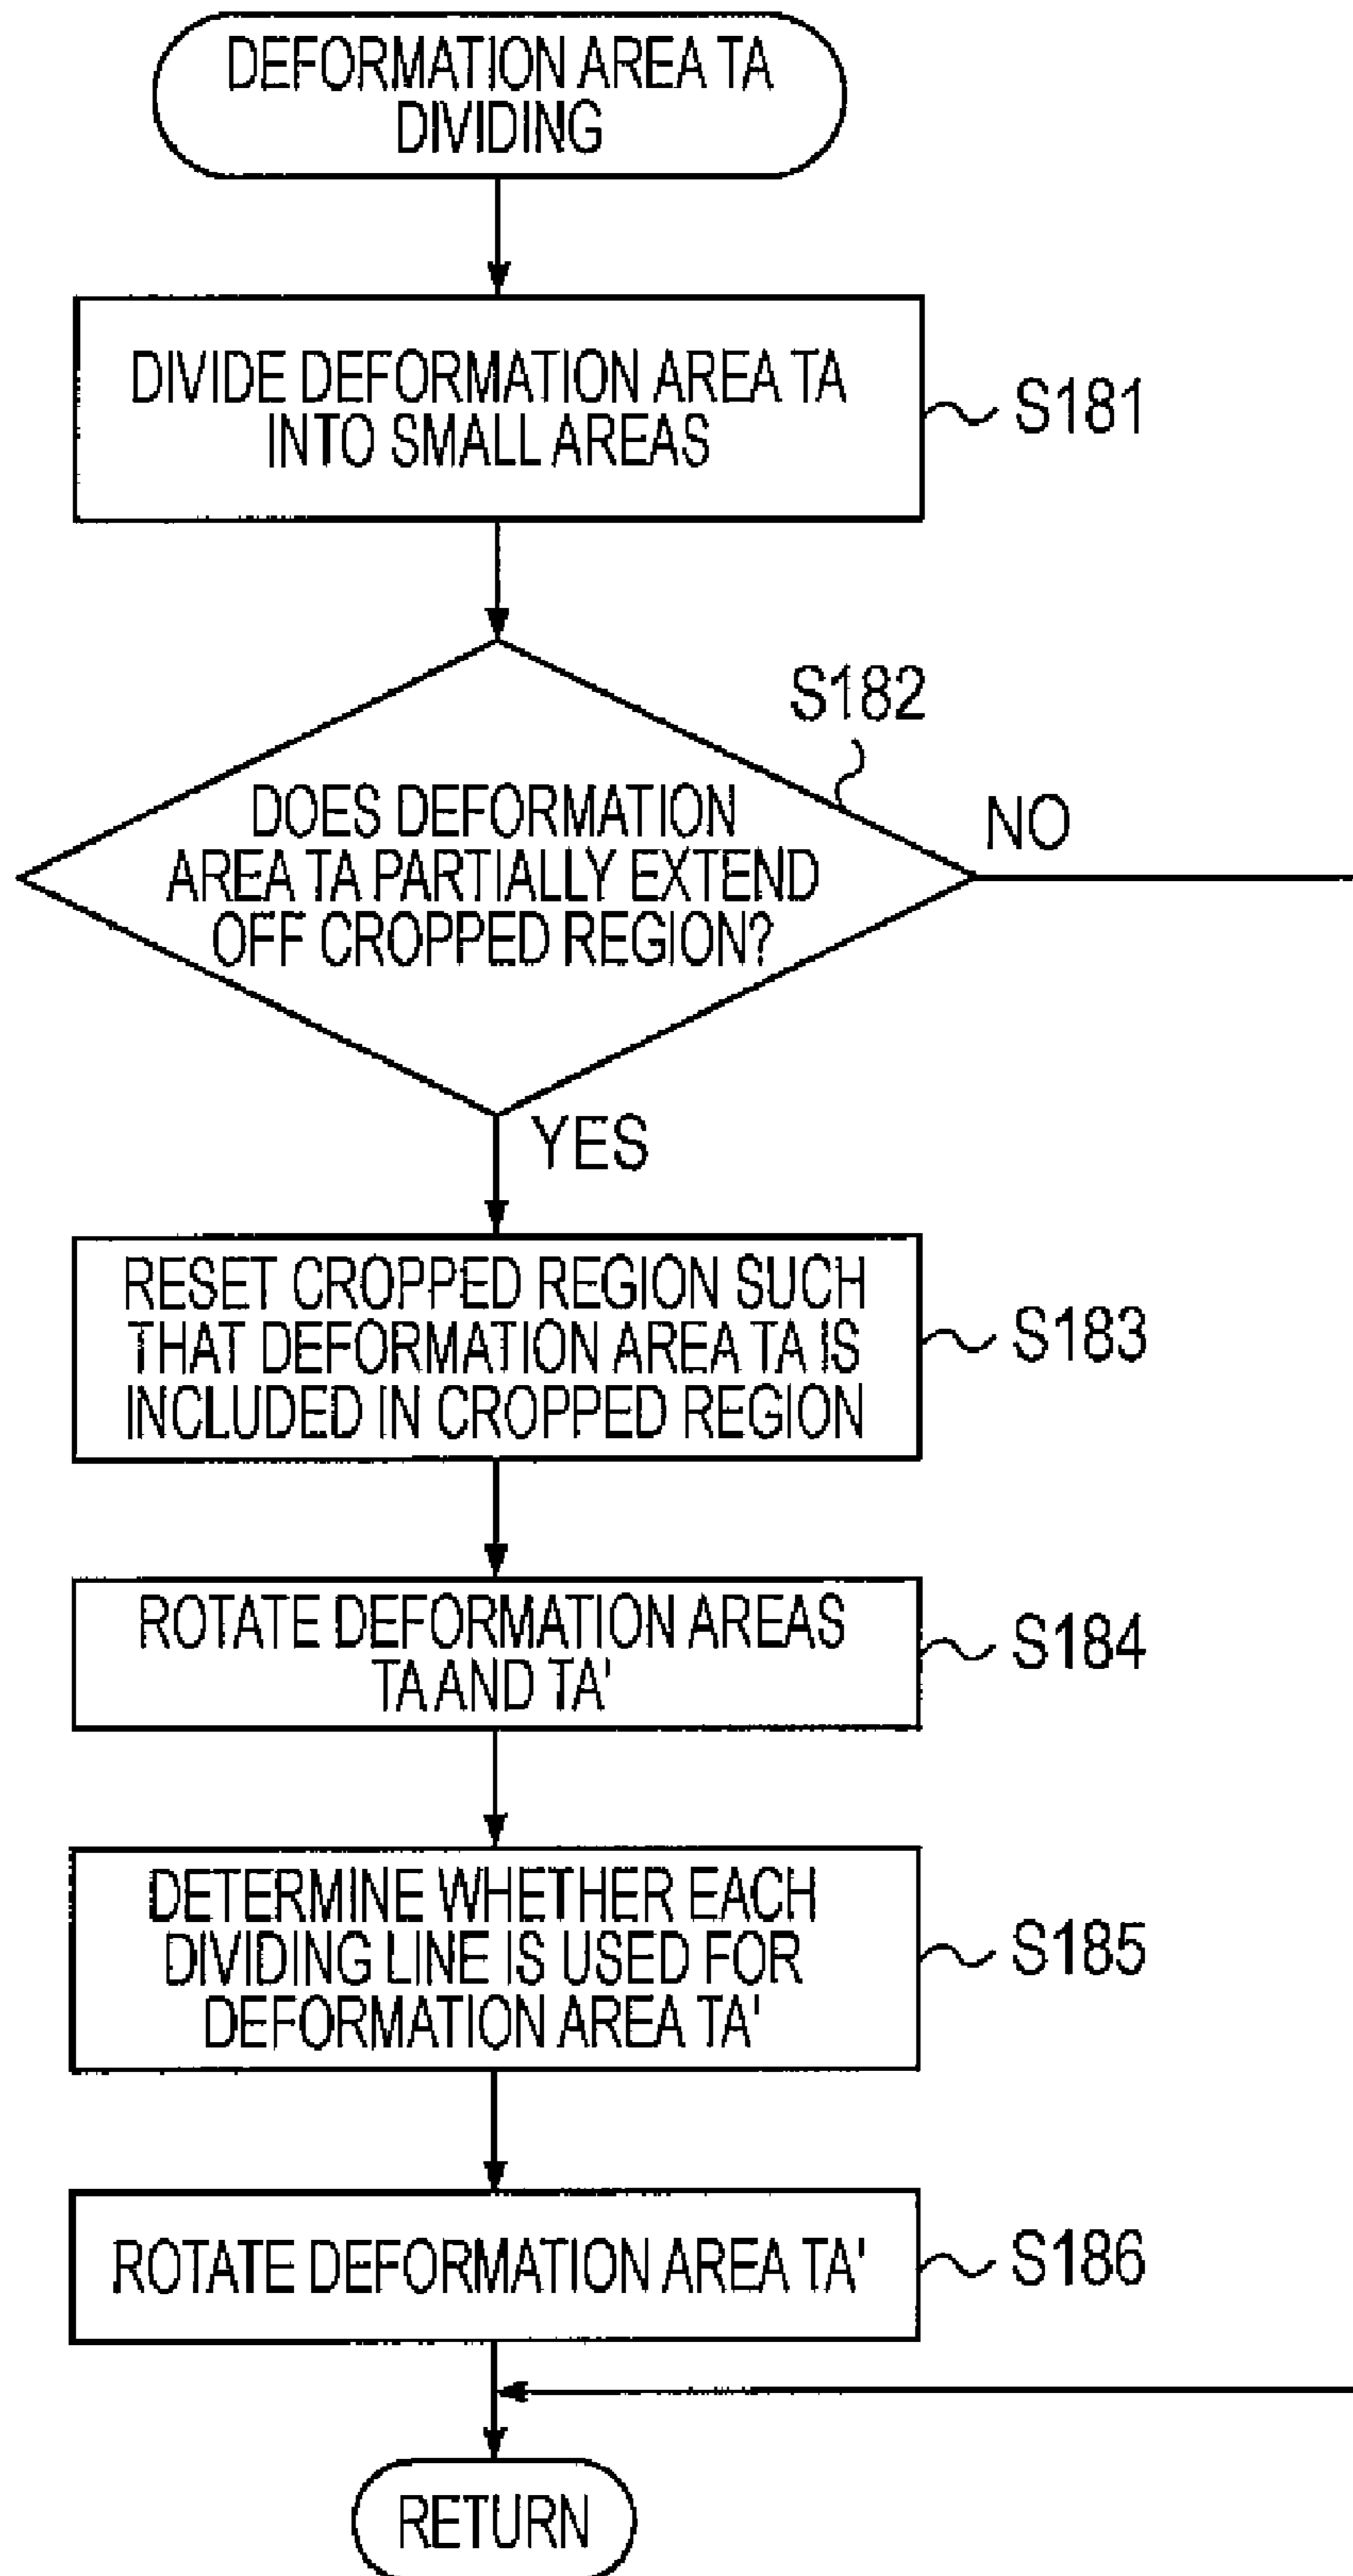 DEFORMATION AREA TA
DIVIDING
DIVIDE DEFORMATION AREA TA
INTO SMALL AREAS
S181
S182
DOES DEFORMATION
AREA TA PARTIALLY EXTEND
OFF CROPPED REGION?
NO
YES
RESET CROPPED REGION SUCH
THAT DEFORMATION AREA TA IS
INCLUDED IN CROPPED REGION
S183
ROTATE DEFORMATION AREAS
TA AND TA'
S184
DETERMINE WHETHER EACH
DIVIDING LINE IS USED FOR
DEFORMATION AREA TA'
S185
ROTATE DEFORMATION AREA TA'
S186
RETURN